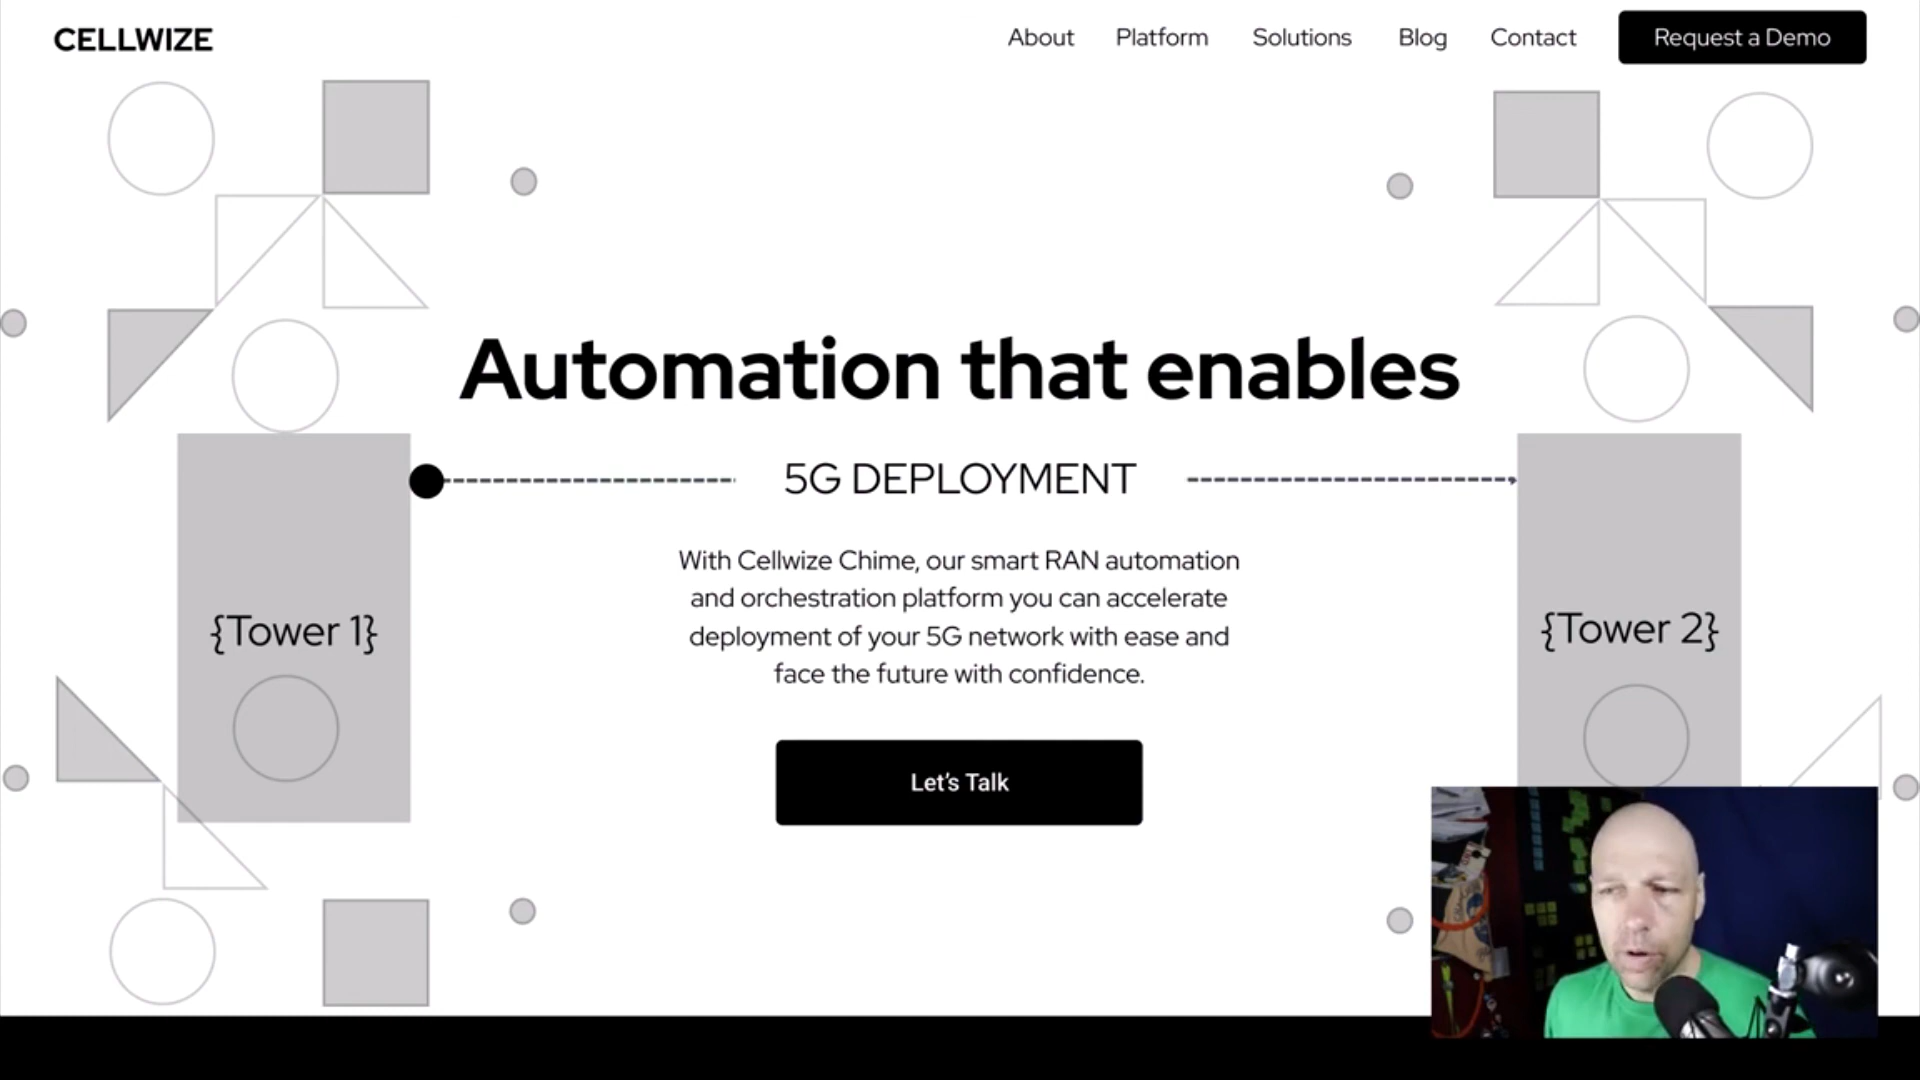 CELLWIZE
About Platform Solutions Blog Contact Request a Demo
Automation that enables
5G DEPLOYMENT
With Cellwize Chime, our smart RAN automation
and orchestration platform you can accelerate
deployment of your 5G network with ease and
face the future with confidence.
{Tower 1}
{Tower 2}
Let's Talk